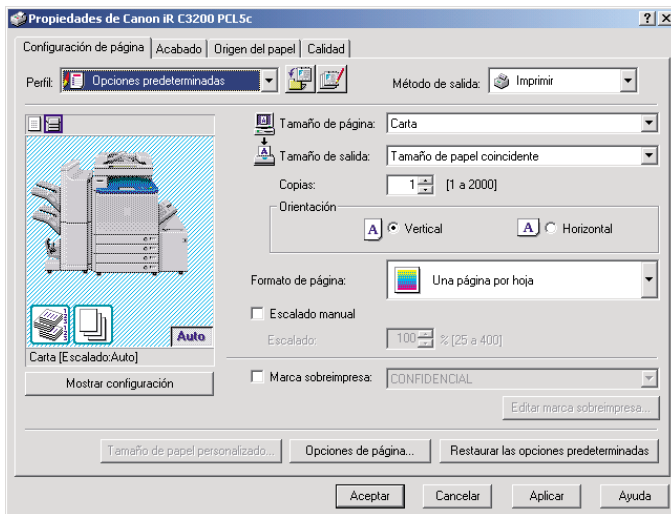 Propiedades de Canon iR C3200 PCL5c
Configuración de página Acabado Origen del papel Calidad
Perfil: Opciones predeterminadas Método de salida: Imprimir
Tamaño de página: Carta
Tamaño de salida: Tamaño de papel coincidente
Copias: 1 [1 a 2000]
Orientación
A Vertical A Horizontal
Formato de página: Una página por hoja
Escalado manual
Escalado: 100 % [25 a 400]
Auto
Carta [Escalado:Auto]
Mostrar configuración
Marca sobreimpresa: CONFIDENCIAL
Editar marca sobreimpresa...
Tamaño de papel personalizado... Opciones de página... Restaurar las opciones predeterminadas
Aceptar Cancelar Aplicar Ayuda